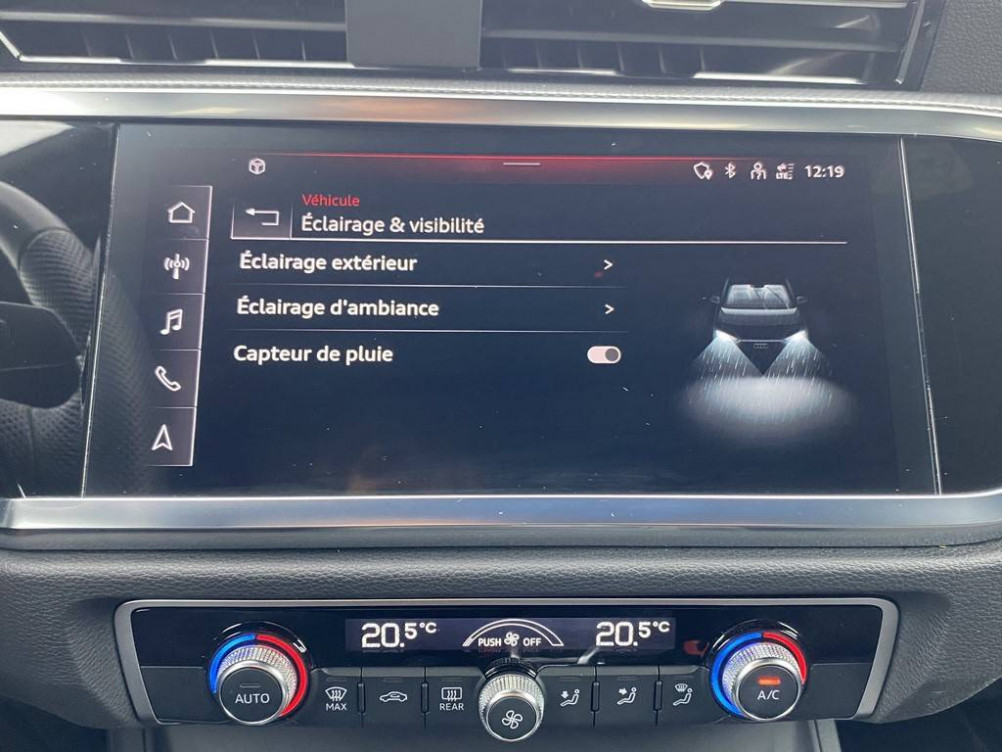 LTE 12:19
Véhicule
Éclairage & visibilité
Éclairage extérieur >
Éclairage d'ambiance >
Capteur de pluie
20.5°C PUSH OFF 20.5°C
AUTO MAX REAR A/C